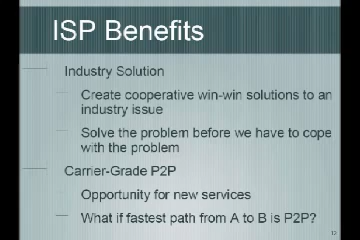 ISP Benefits
Industry Solution
Create cooperative win-win solutions to an
industry issue
Solve the problem before we have to cope
with the problem
Carrier-Grade P2P
Opportunity for new services
What if fastest path from A to B is P2P?